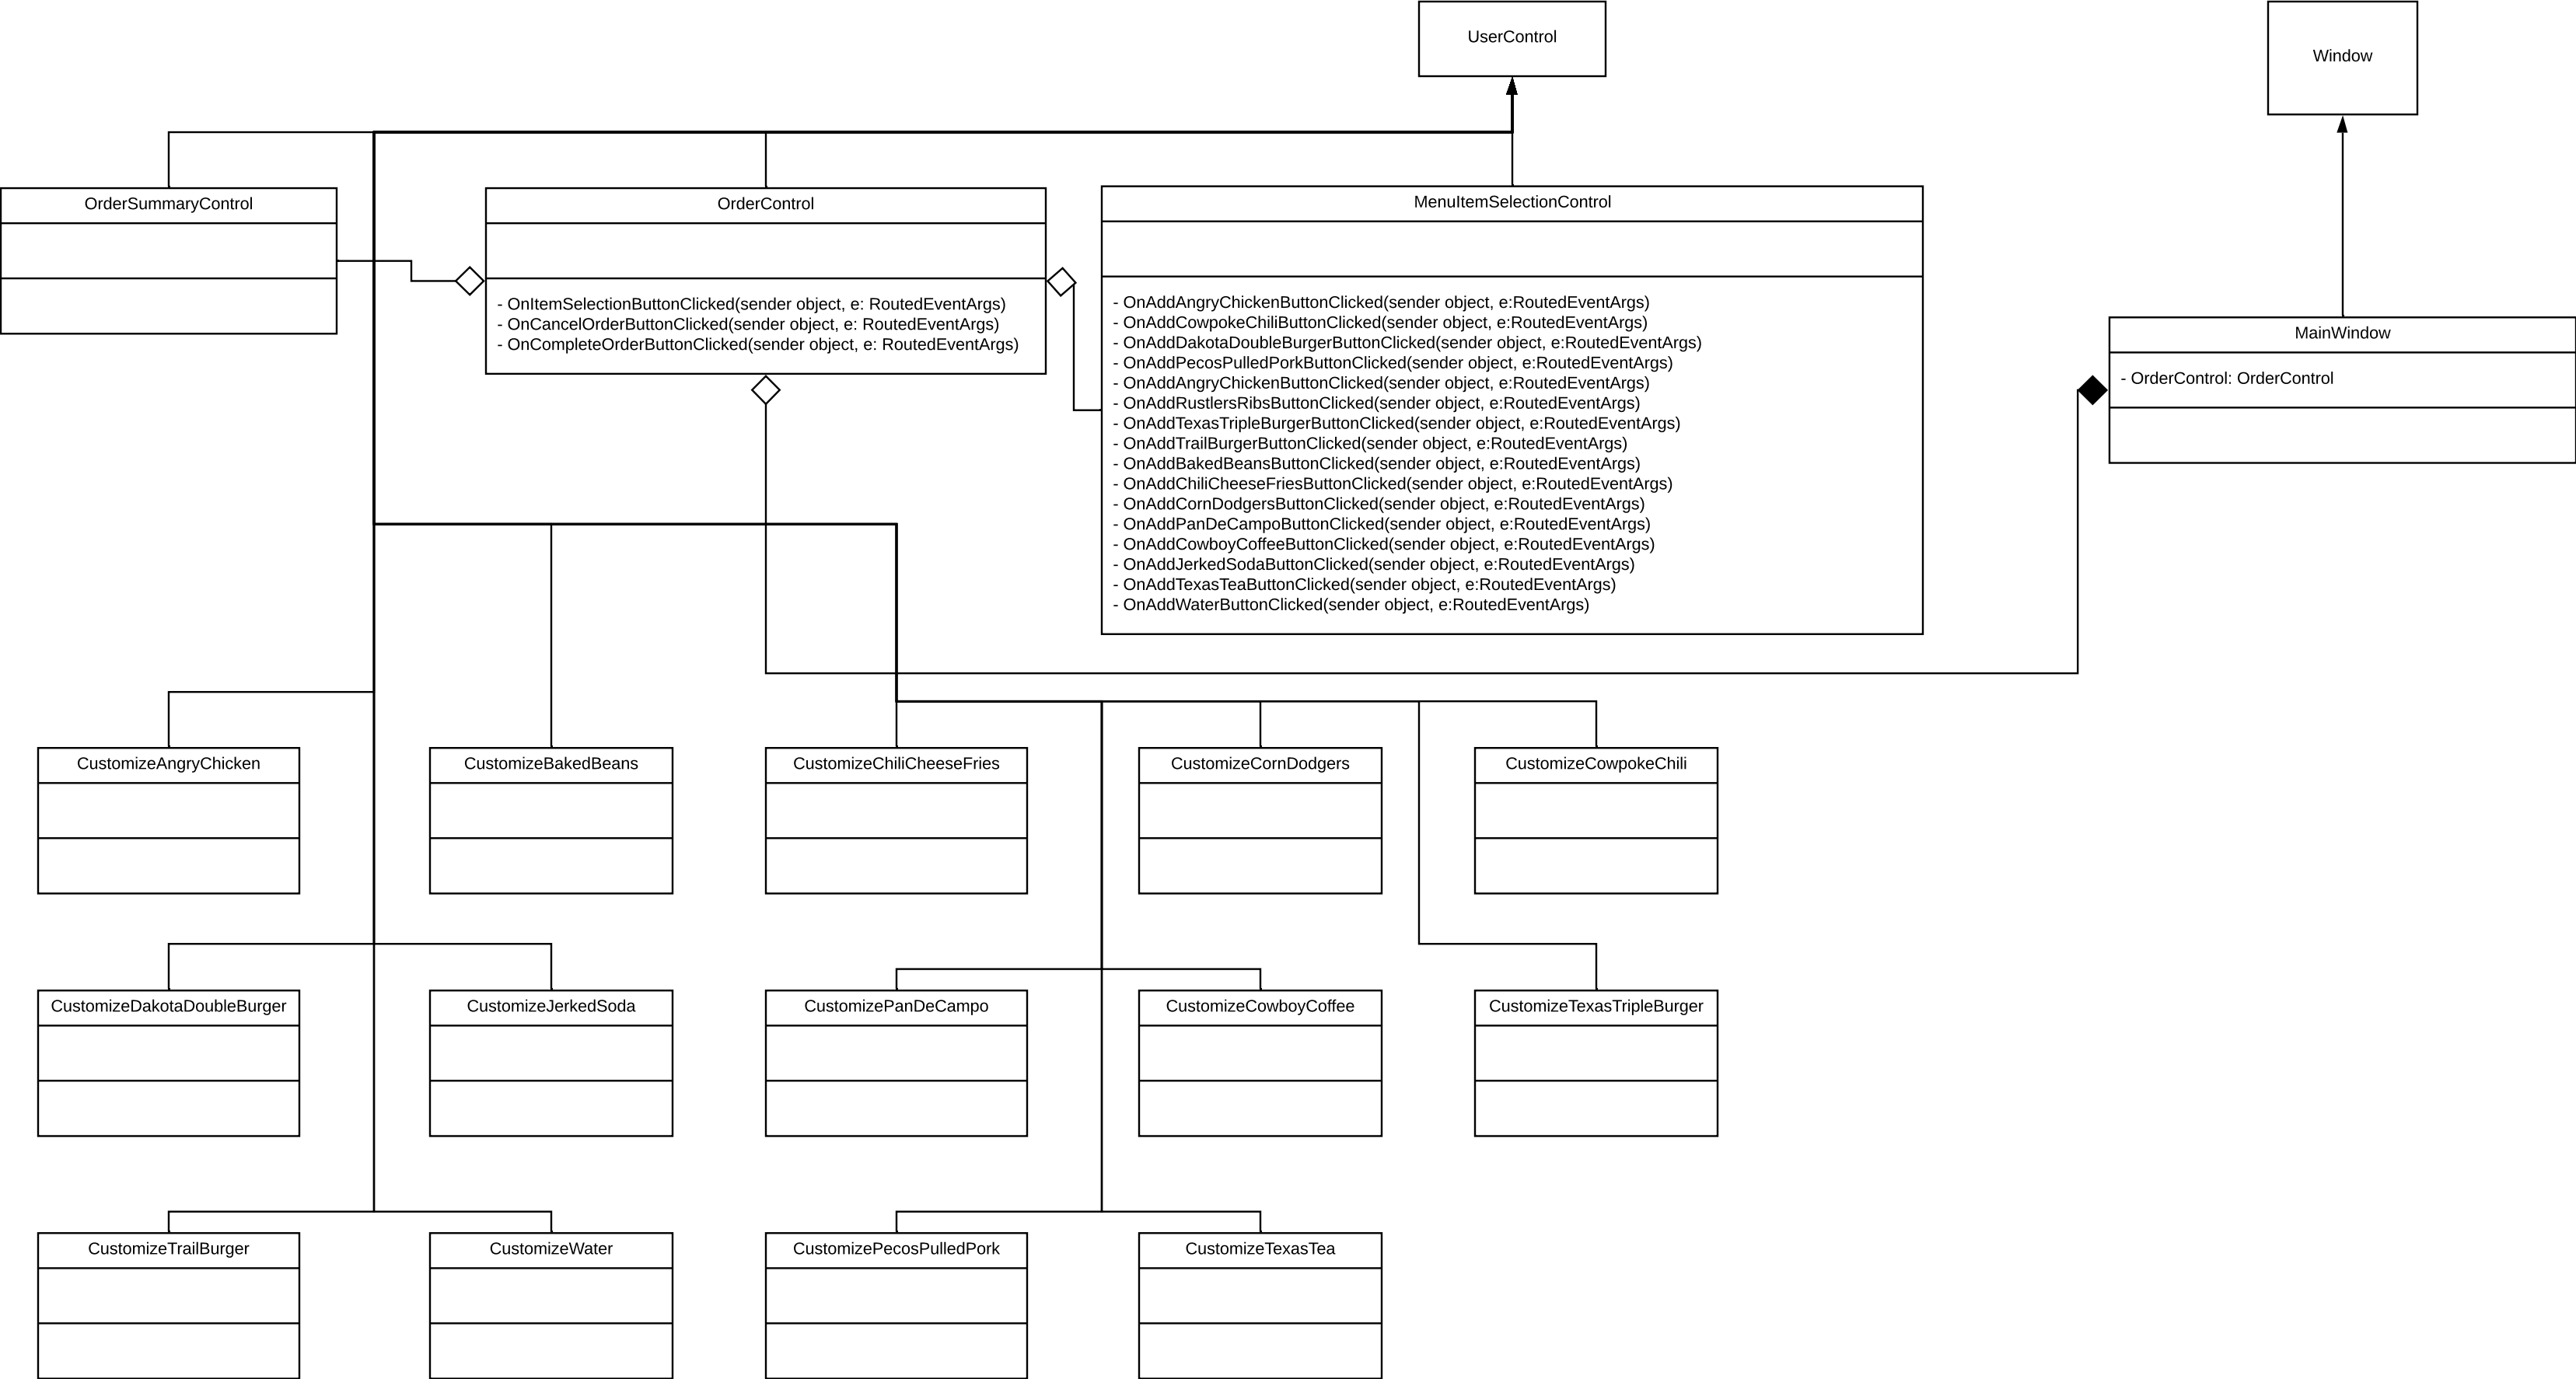 UserControl
Window
OrderSummaryControl
OrderControl
- OnItemSelectionButtonClicked(sender object, e: RoutedEventArgs)
- OnCancelOrderButtonClicked(sender object, e: RoutedEventArgs)
- OnCompleteOrderButtonClicked(sender object, e: RoutedEventArgs)
MenuItemSelectionControl
- OnAddAngryChickenButtonClicked(sender object, e:RoutedEventArgs)
- OnAddCowpokeChiliButtonClicked(sender object, e:RoutedEventArgs)
- OnAddDakotaDoubleBurgerButtonClicked(sender object, e:RoutedEventArgs)
- OnAddPecosPulledPorkButtonClicked(sender object, e:RoutedEventArgs)
- OnAddAngryChickenButtonClicked(sender object, e:RoutedEventArgs)
- OnAddRustlersRibsButtonClicked(sender object, e:RoutedEventArgs)
- OnAddTexasTripleBurgerButtonClicked(sender object, e:RoutedEventArgs)
- OnAddTrailBurgerButtonClicked(sender object, e:RoutedEventArgs)
- OnAddBakedBeansButtonClicked(sender object, e:RoutedEventArgs)
- OnAddChiliCheeseFriesButtonClicked(sender object, e:RoutedEventArgs)
- OnAddCornDodgersButtonClicked(sender object, e:RoutedEventArgs)
- OnAddPanDeCampoButtonClicked(sender object, e:RoutedEventArgs)
- OnAddCowboyCoffeeButtonClicked(sender object, e:RoutedEventArgs)
- OnAddJerkedSodaButtonClicked(sender object, e:RoutedEventArgs)
- OnAddTexasTeaButtonClicked(sender object, e:RoutedEventArgs)
- OnAddWaterButtonClicked(sender object, e:RoutedEventArgs)
MainWindow
- OrderControl: OrderControl
CustomizeAngryChicken
CustomizeBakedBeans
CustomizeChiliCheeseFries
CustomizeCornDodgers
CustomizeCowpokeChili
CustomizeDakotaDoubleBurger
CustomizeJerkedSoda
CustomizePanDeCampo
CustomizeCowboyCoffee
CustomizeTexasTripleBurger
CustomizeTrailBurger
CustomizeWater
CustomizePecosPulledPork
CustomizeTexasTea